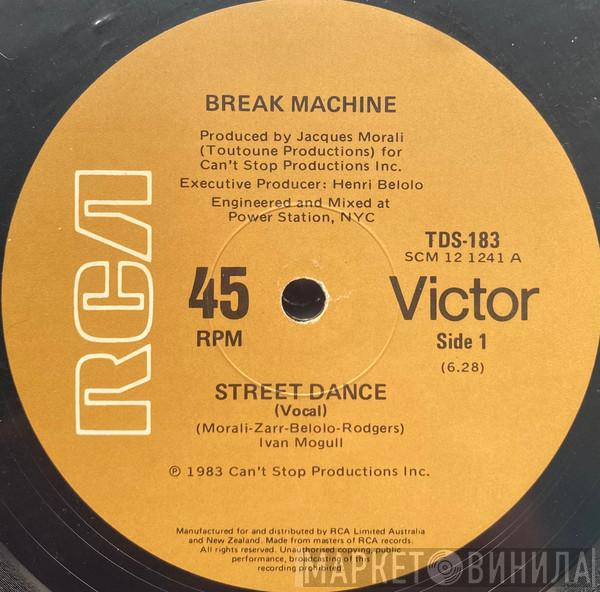 BREAK MACHINE
Produced by Jacques Morali
(Toutoune Productions) for
Can't Stop Productions Inc.
Executive Producer: Henri Belolo
Engineered and Mixed at
Power Station, NYC
RCA
45
RPM
TDS-183
SCM 12 1241 A
Victor
Side 1
(6.28)
STREET DANCE
(Vocal)
(Morali-Zarr-Belolo-Rodgers)
Ivan Mogull
℗ 1983 Can't Stop Productions Inc.
Manufactured for and distributed by RCA Limited Australia
and New Zealand. Made from masters of RCA records.
All rights reserved. Unauthorised copying, public
performance, broadcasting of this
recording prohibited.
МАРКЕТ ВИНИЛА